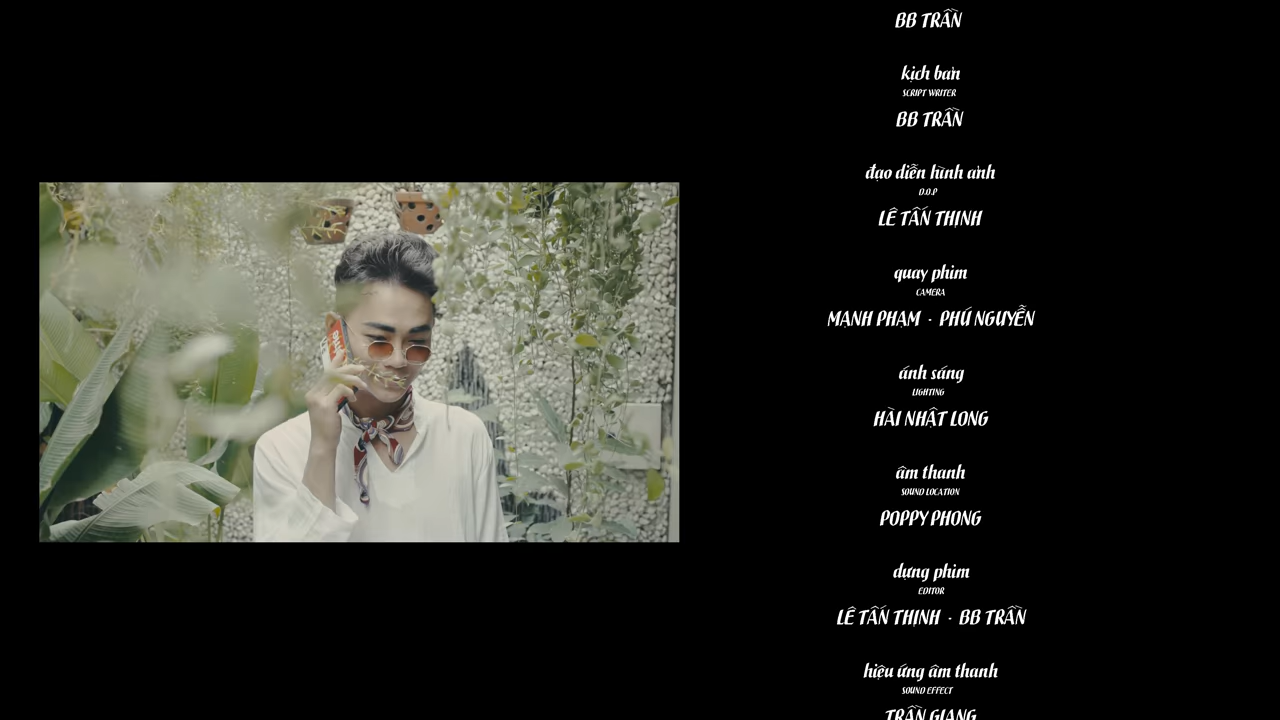 BB TRẦN
kịch bản
SCRIPT WRITER
BB TRẦN
đạo diễn hình ảnh
D.O.P
LÊ TẤN THỊNH
quay phim
CAMERA
MẠNH PHẠM · PHÚ NGUYỄN
ánh sáng
LIGHTING
HẢI NHẬT LONG
âm thanh
SOUND LOCATION
POPPY PHONG
dựng phim
EDITOR
LÊ TẤN THỊNH · BB TRẦN
hiệu ứng âm thanh
SOUND EFFECT
TRẦN GIANG